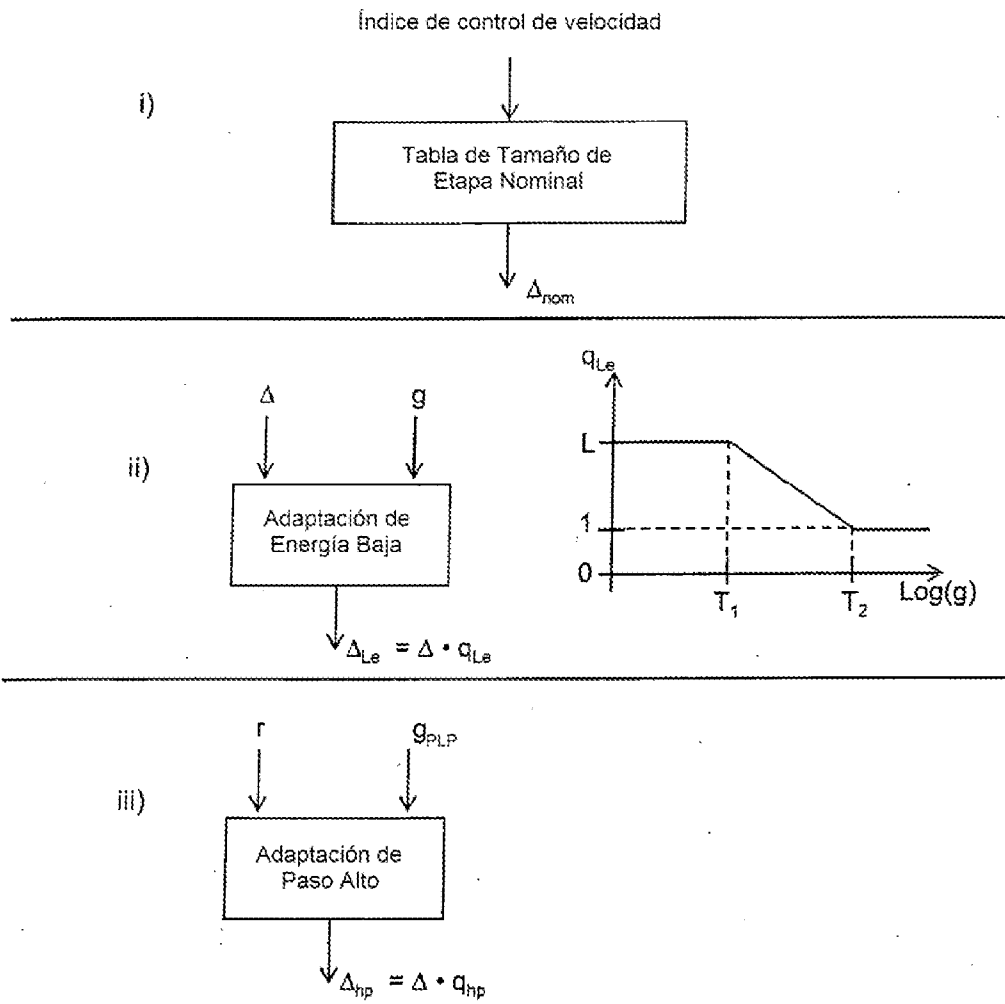 Índice de control de velocidad
i)
Tabla de Tamaño de
Etapa Nominal
Δnom
ii)
Δ
g
Adaptación de
Energía Baja
ΔLe = Δ • qLe
qLe
L
1
0
T1
T2
Log(g)
iii)
r
gPLP
Adaptación de
Paso Alto
Δhp = Δ • qhp